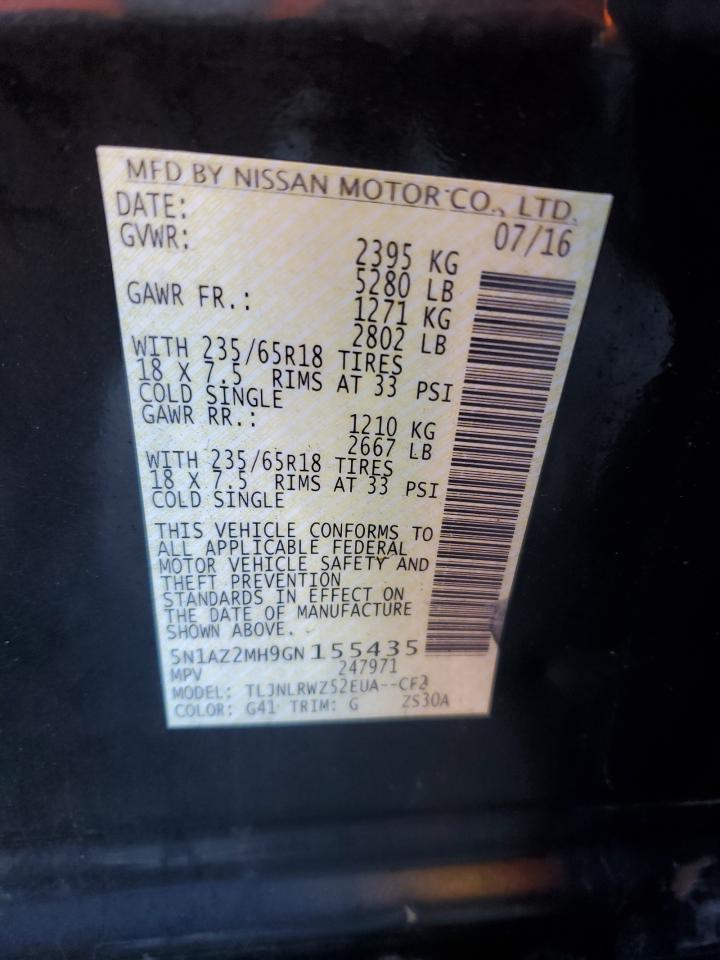 MFD BY NISSAN MOTOR CO., LTD.
DATE: 07/16
GVWR: 2395 KG
5280 LB
GAWR FR.: 1271 KG
2802 LB
WITH 235/65R18 TIRES
18 X 7.5 RIMS AT 33 PSI
COLD SINGLE
GAWR RR.: 1210 KG
2667 LB
WITH 235/65R18 TIRES
18 X 7.5 RIMS AT 33 PSI
COLD SINGLE
THIS VEHICLE CONFORMS TO
ALL APPLICABLE FEDERAL
MOTOR VEHICLE SAFETY AND
THEFT PREVENTION
STANDARDS IN EFFECT ON
THE DATE OF MANUFACTURE
SHOWN ABOVE.
5N1AZ2MH9GN155435
MPV 247971
MODEL: TL3NLRWZ52EUA--CF2
COLOR: G41 TRIM: G ZS30A